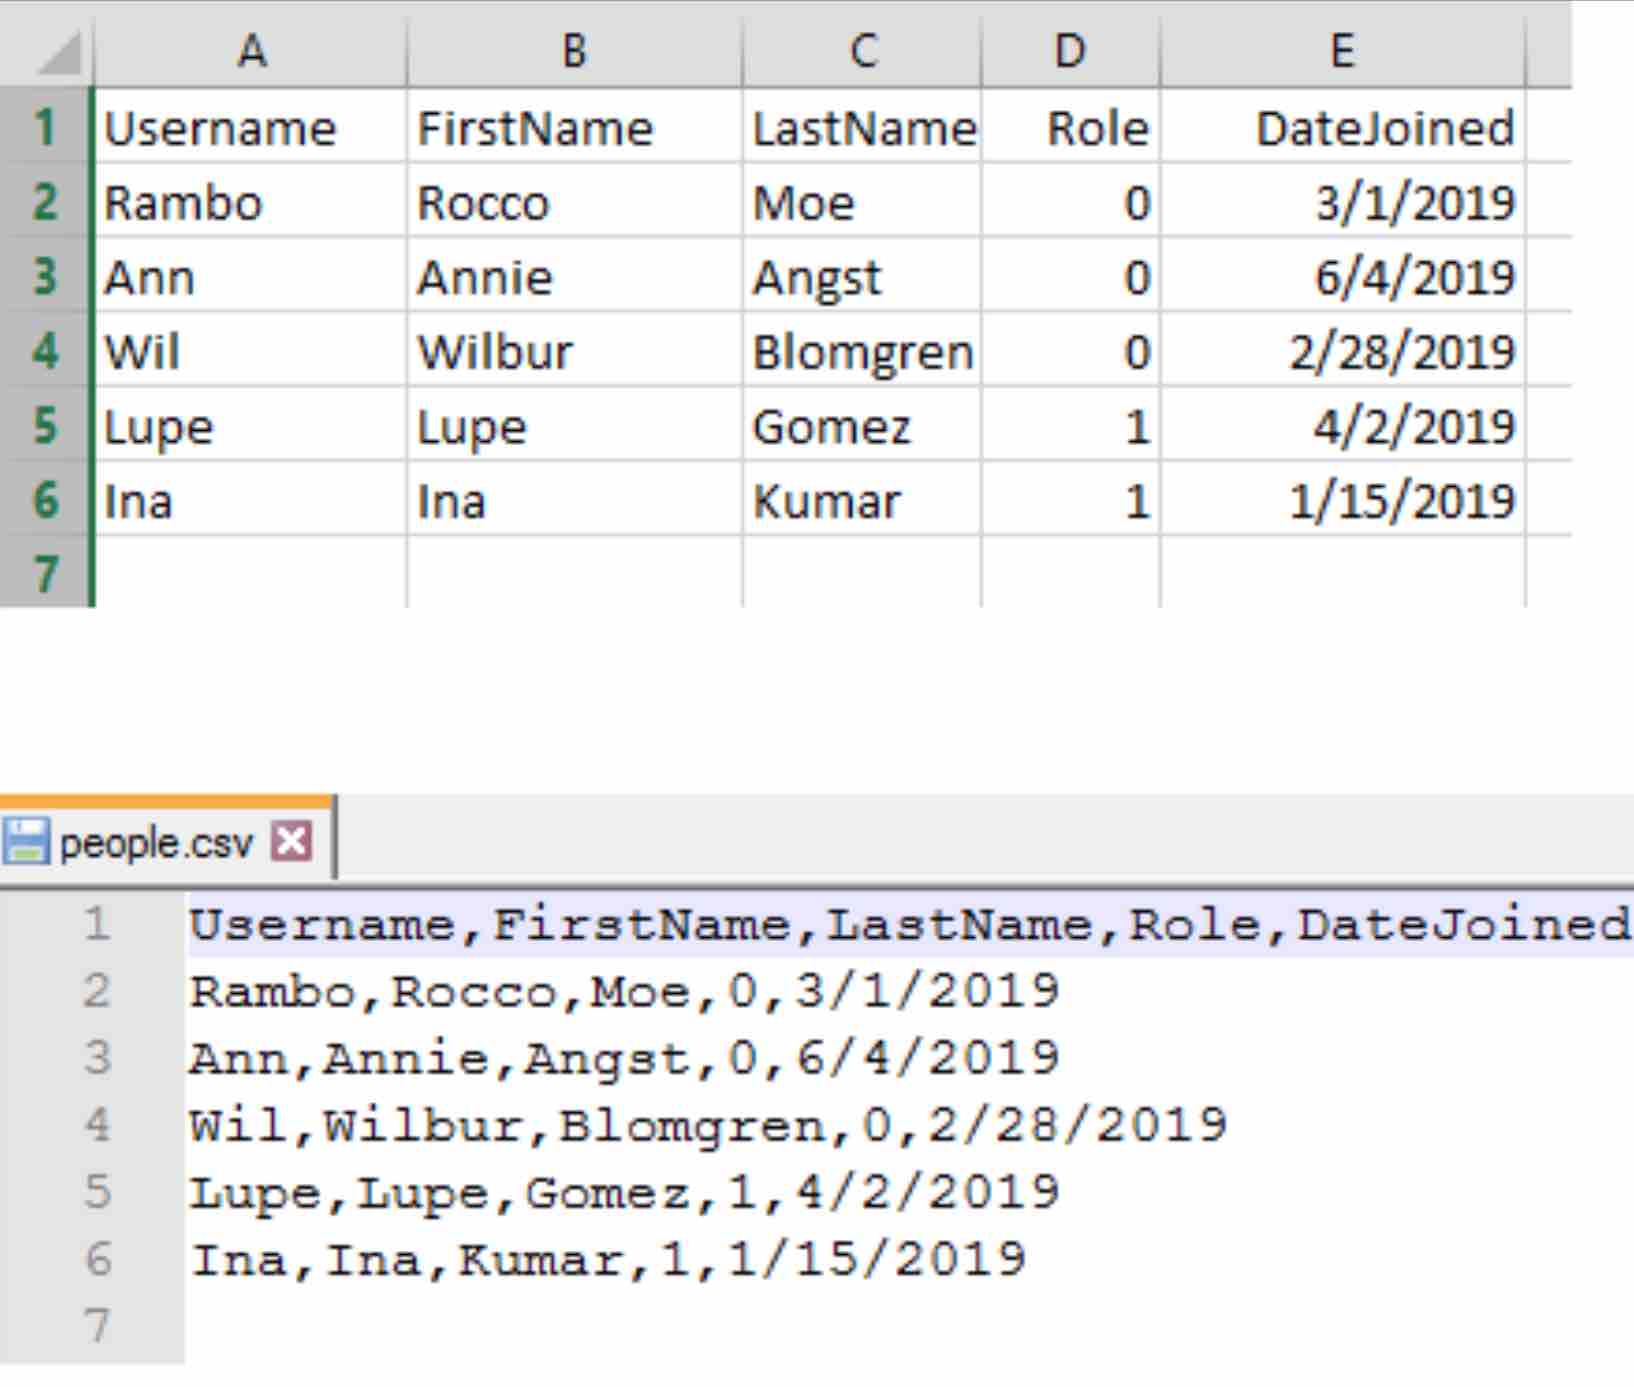 A B C D E
1 Username FirstName LastName Role DateJoined
2 Rambo Rocco Moe 0 3/1/2019
3 Ann Annie Angst 0 6/4/2019
4 Wil Wilbur Blomgren 0 2/28/2019
5 Lupe Lupe Gomez 1 4/2/2019
6 Ina Ina Kumar 1 1/15/2019
7
people.csv
1 Username,FirstName,LastName,Role,DateJoined
2 Rambo,Rocco,Moe,0,3/1/2019
3 Ann,Annie,Angst,0,6/4/2019
4 Wil,Wilbur,Blomgren,0,2/28/2019
5 Lupe,Lupe,Gomez,1,4/2/2019
6 Ina,Ina,Kumar,1,1/15/2019
7